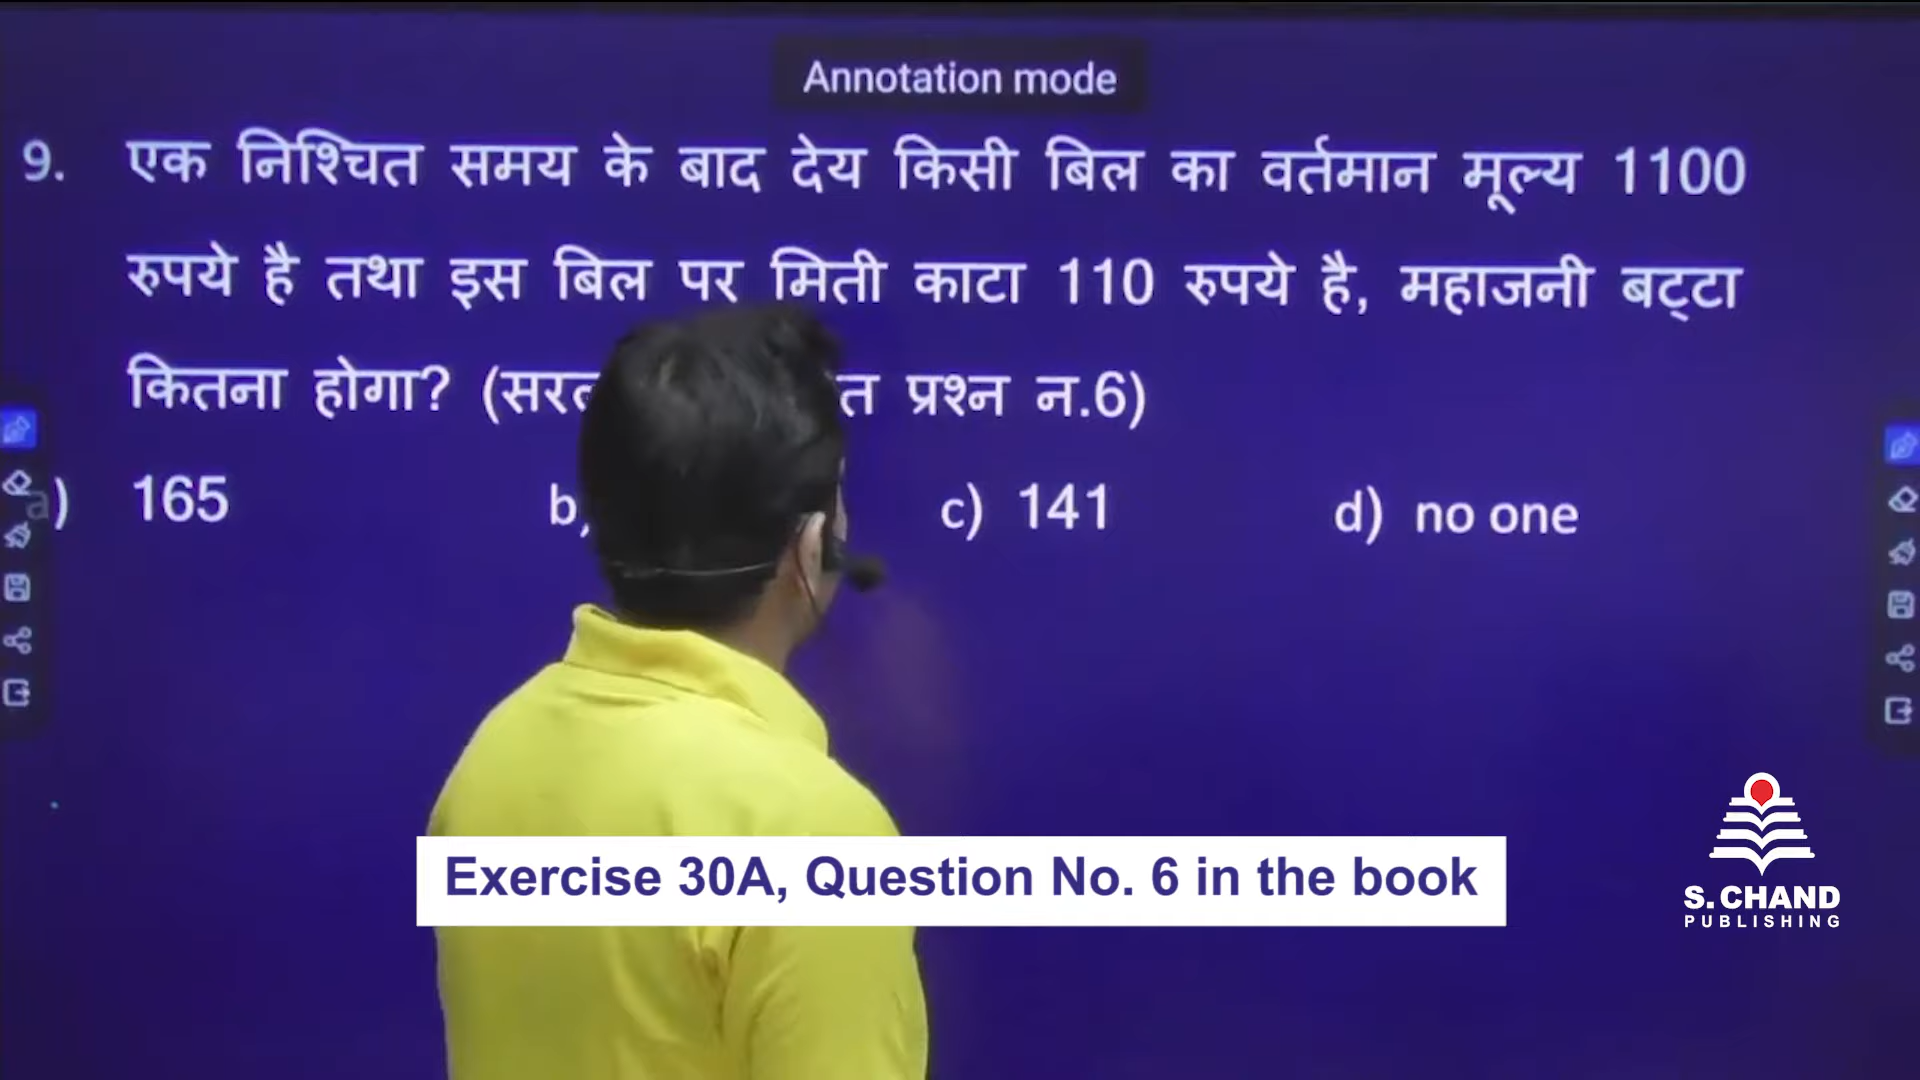 Annotation mode
9. एक निश्चित समय के बाद देय किसी बिल का वर्तमान मूल्य 1100
रुपये है तथा इस बिल पर मिती काटा 110 रुपये है, महाजनी बट्टा
कितना होगा? (सरल त प्रश्न न.6)
a) 165 b) c) 141 d) no one
Exercise 30A, Question No. 6 in the book
S. CHAND
PUBLISHING